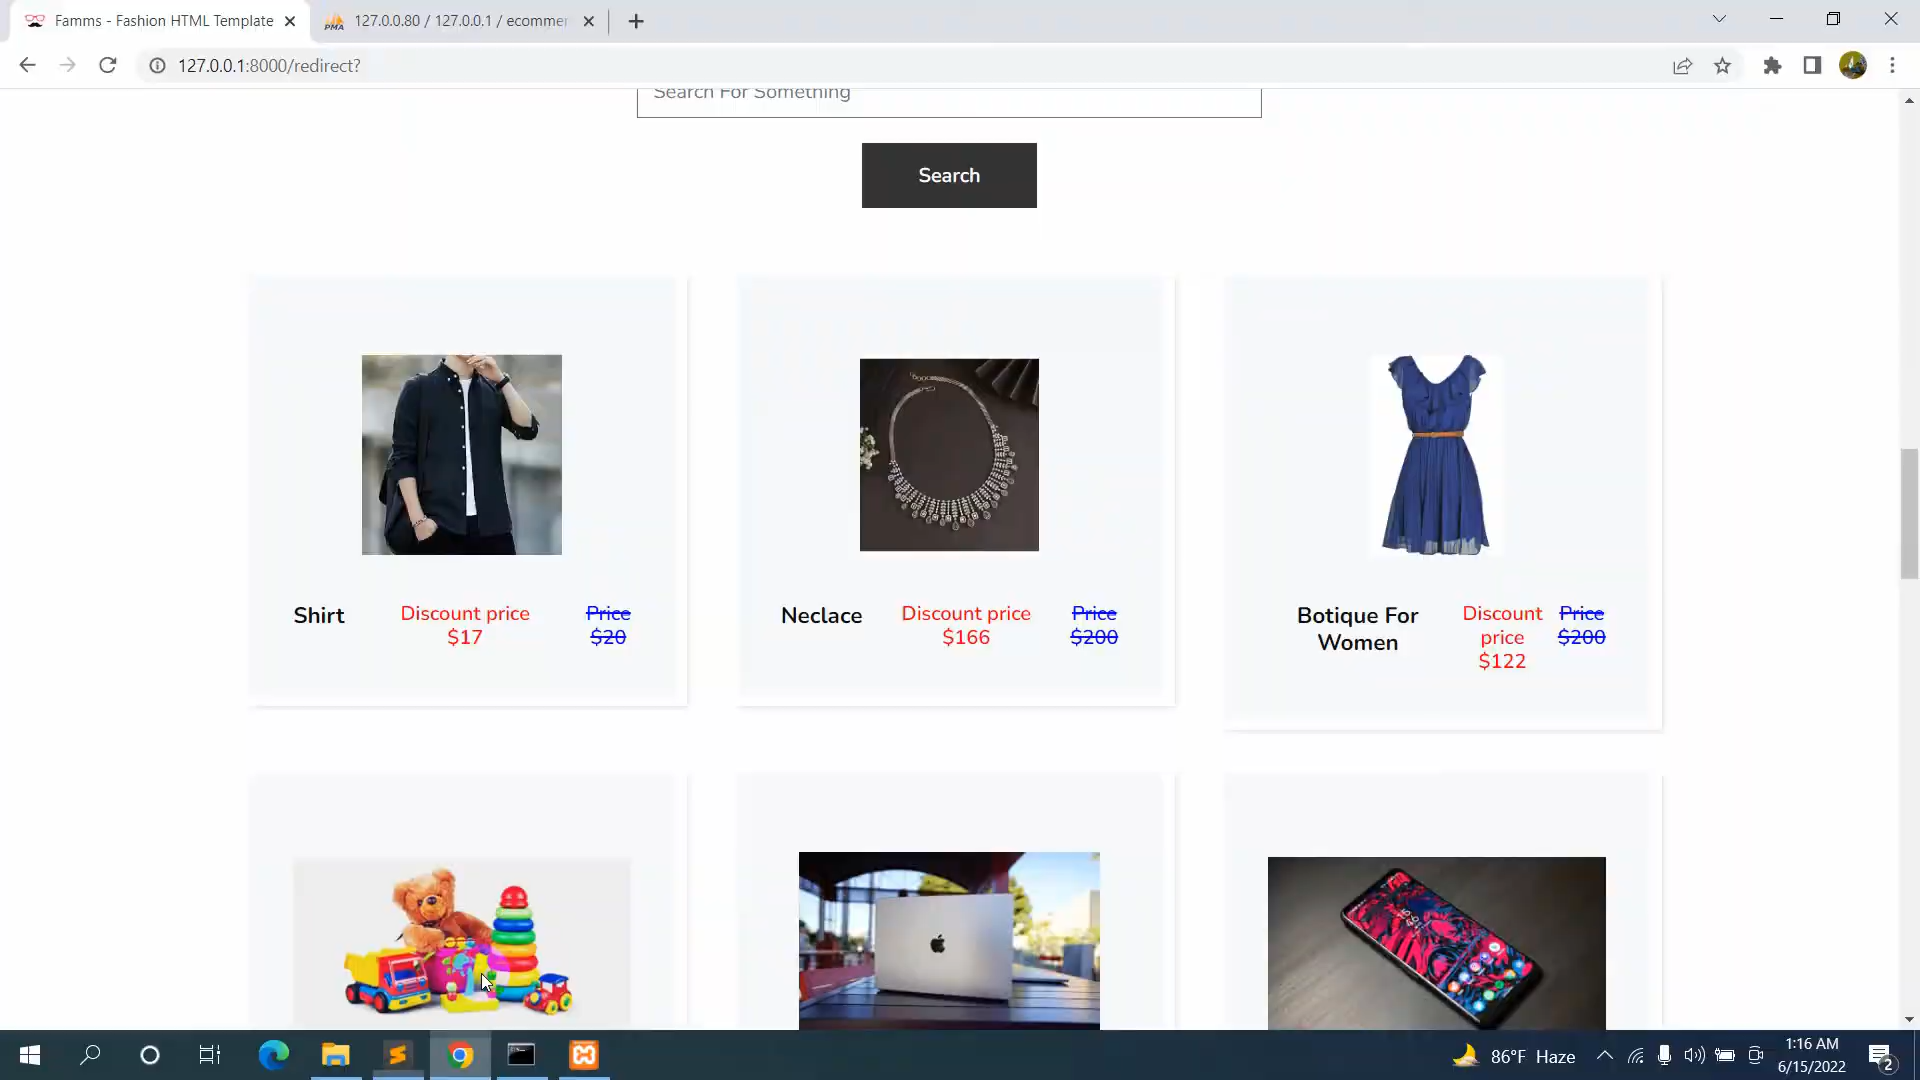 Famms - Fashion HTML Template
PMA
127.0.0.80 / 127.0.0.1 / ecommer
127.0.0.1:8000/redirect?
Search For Something
Search
Shirt
Discount price
$17
Price
$20
Neclace
Discount price
$166
Price
$200
Botique For
Women
Discount
price
$122
Price
$200
86°F Haze
1:16 AM
6/15/2022
2